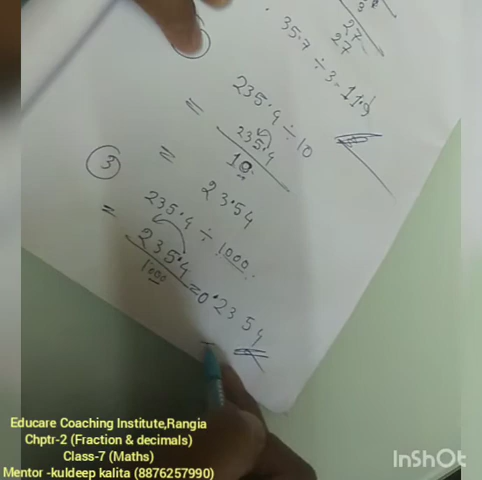 27
27
35.7 ÷ 3 = 11.9
235.4 ÷ 10
= 235.4
10
= 23.54
③ 235.4 ÷ 1000
= 235.4
1000
= 0.2354
Educare Coaching Institute,Rangia
Chptr-2 (Fraction & decimals)
Class-7 (Maths)
Mentor -kuldeep kalita (8876257990)
InShOt